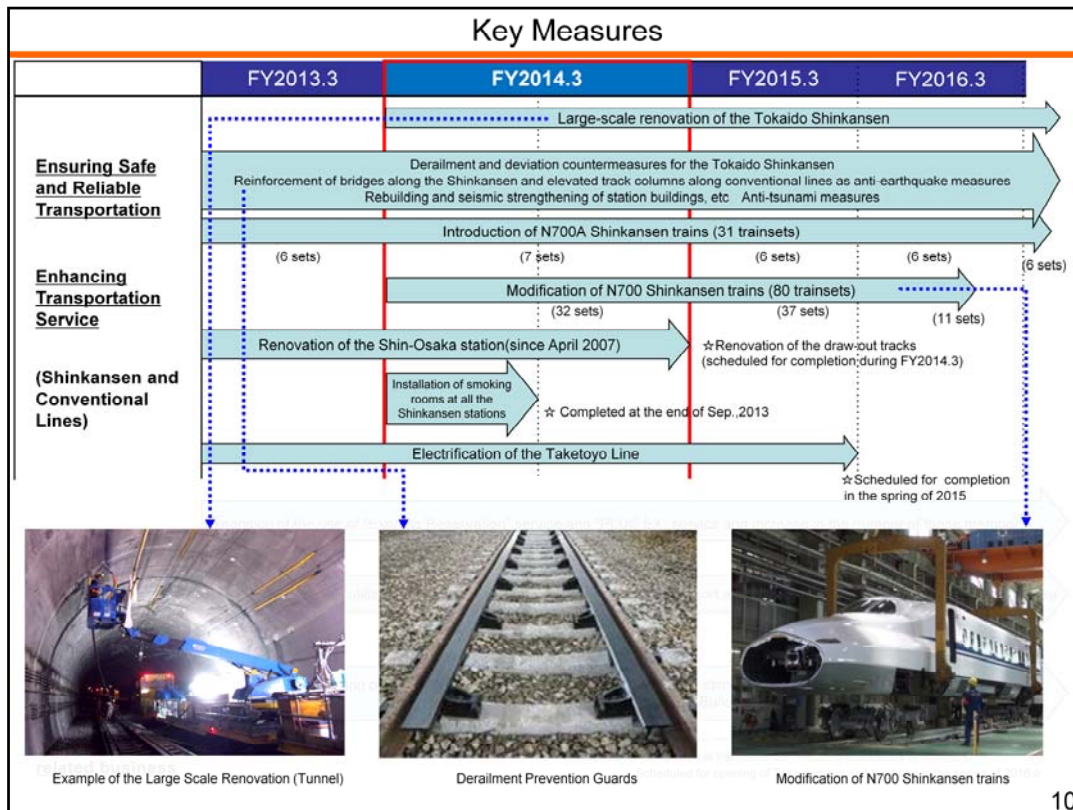 Key Measures
FY2013.3
FY2014.3
FY2015.3
FY2016.3
Large-scale renovation of the Tokaido Shinkansen
Ensuring Safe
and Reliable
Transportation
Derailment and deviation countermeasures for the Tokaido Shinkansen
Reinforcement of bridges along the Shinkansen and elevated track columns along conventional lines as anti-earthquake measures
Rebuilding and seismic strengthening of station buildings, etc Anti-tsunami measures
Introduction of N700A Shinkansen trains (31 trainsets)
(6 sets)
(7 sets)
(6 sets)
(6 sets)
(6 sets)
Enhancing
Transportation
Service
Modification of N700 Shinkansen trains (80 trainsets)
(32 sets)
(37 sets)
(11 sets)
Renovation of the Shin-Osaka station(since April 2007)
☆Renovation of the draw-out tracks
(scheduled for completion during FY2014.3)
(Shinkansen and
Conventional
Lines)
Installation of smoking
rooms at all the
Shinkansen stations
☆ Completed at the end of Sep.,2013
Electrification of the Taketoyo Line
☆Scheduled for completion
in the spring of 2015
related business
Example of the Large Scale Renovation (Tunnel)
Derailment Prevention Guards
Modification of N700 Shinkansen trains
10